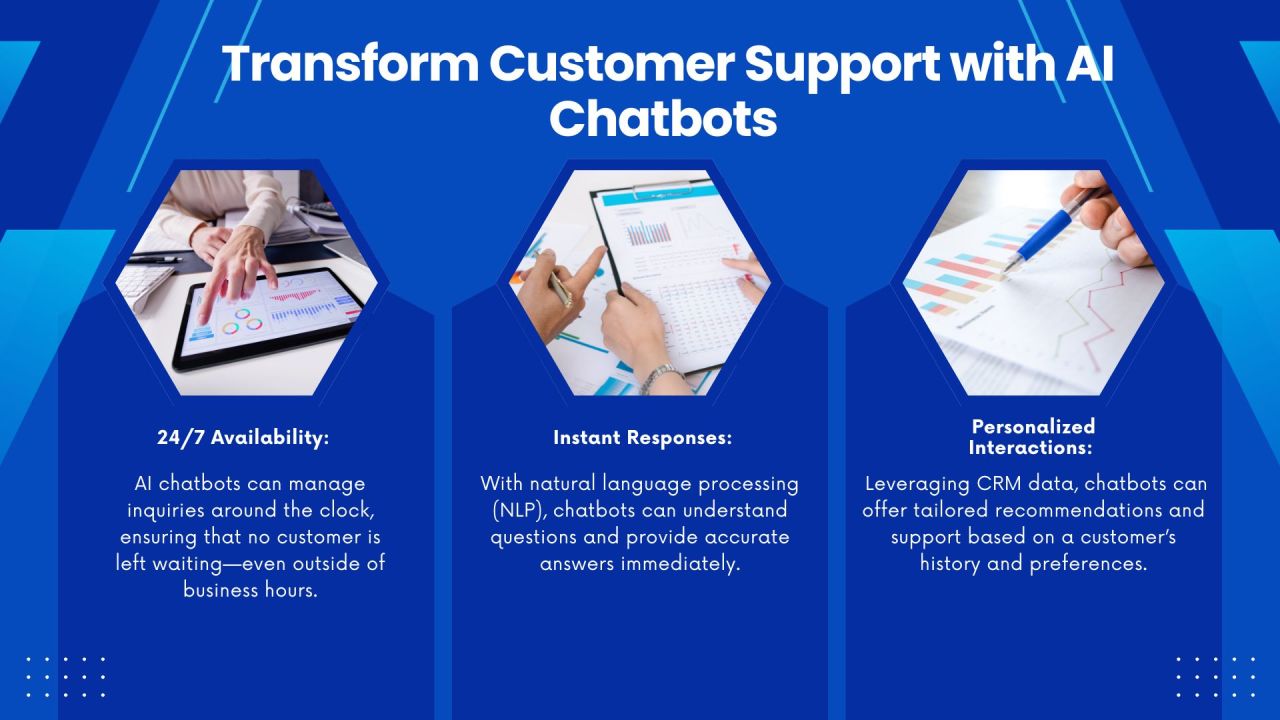 Transform Customer Support with AI
Chatbots
24/7 Availability:
AI chatbots can manage
inquiries around the clock,
ensuring that no customer is
left waiting—even outside of
business hours.
Instant Responses:
With natural language processing
(NLP), chatbots can understand
questions and provide accurate
answers immediately.
Personalized
Interactions:
Leveraging CRM data, chatbots can
offer tailored recommendations and
support based on a customer’s
history and preferences.